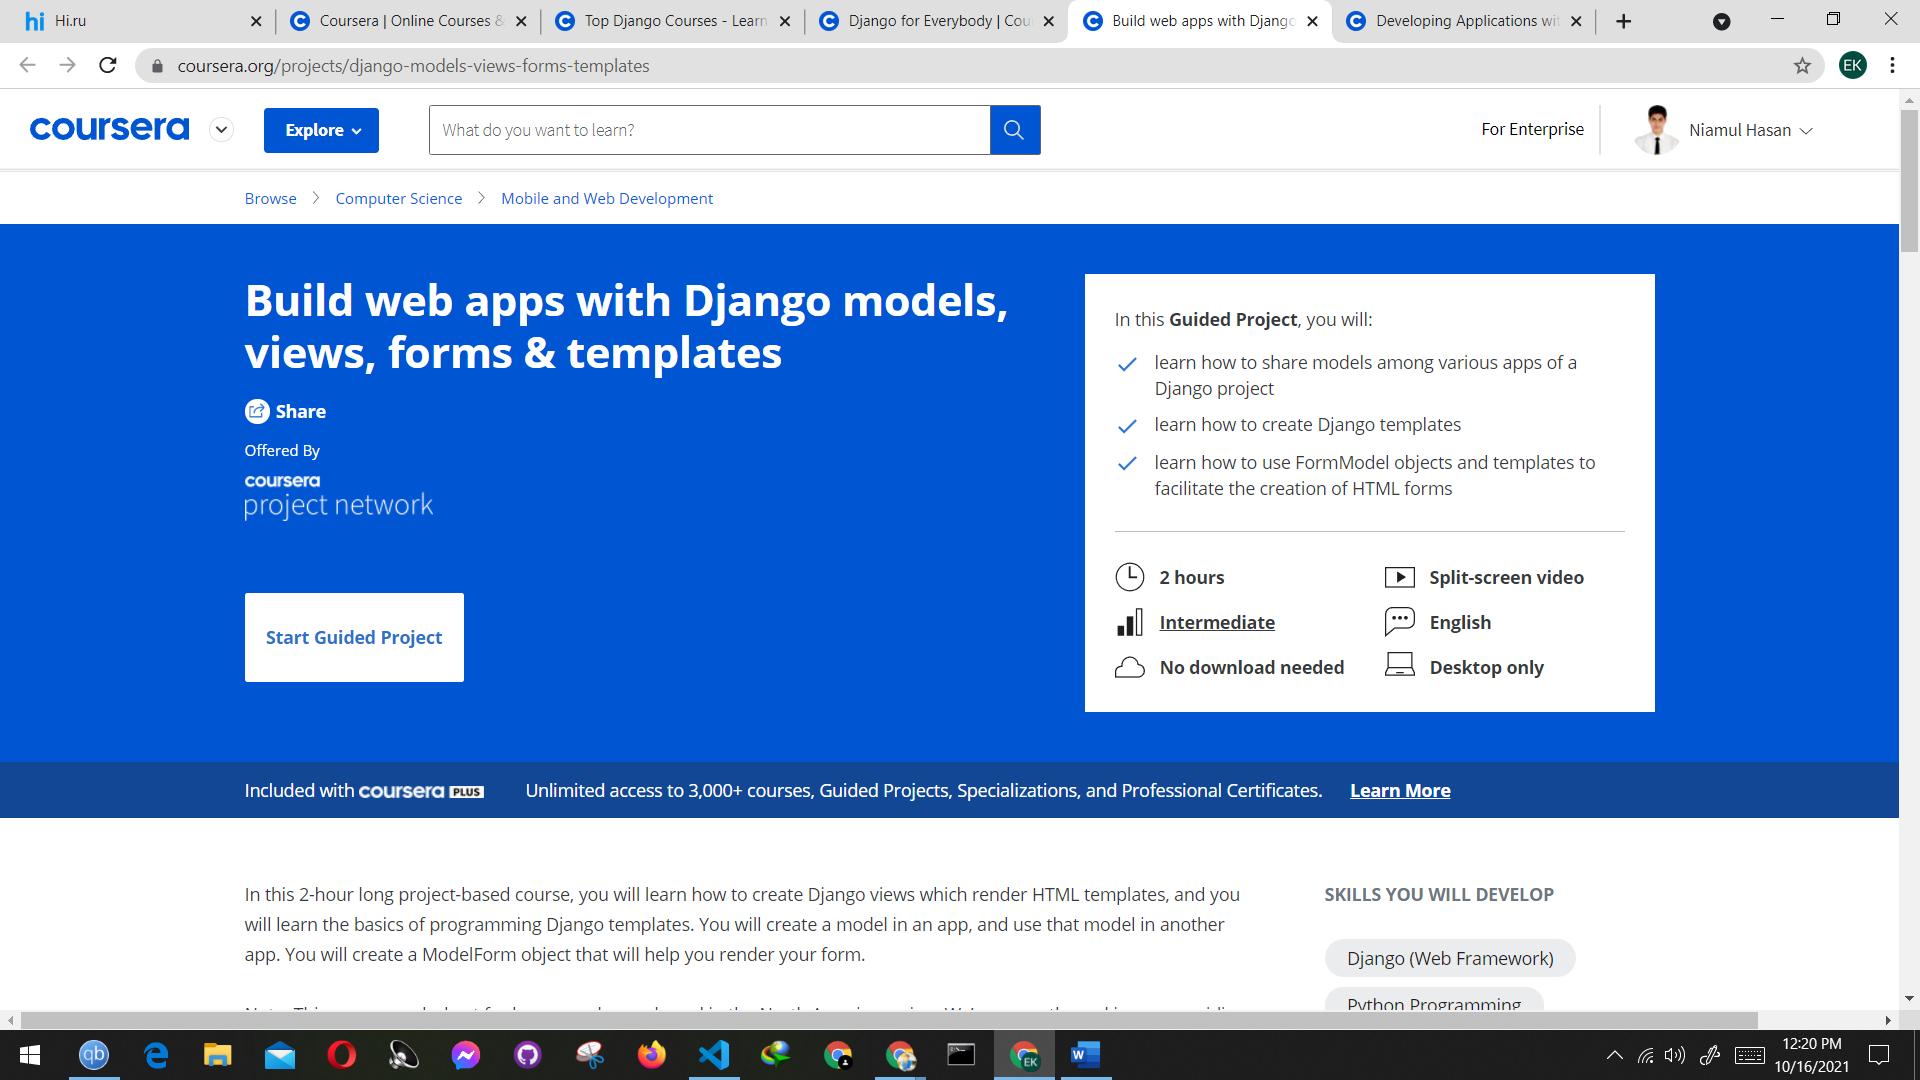 Hi.ru
Coursera | Online Courses &
Top Django Courses - Learn
Django for Everybody | Cou
Build web apps with Django
Developing Applications wit
coursera.org/projects/django-models-views-forms-templates
EK
coursera
Explore
What do you want to learn?
For Enterprise
Niamul Hasan
Browse
Computer Science
Mobile and Web Development
Build web apps with Django models,
views, forms & templates
Share
Offered By
coursera
project network
Start Guided Project
In this Guided Project, you will:
learn how to share models among various apps of a
Django project
learn how to create Django templates
learn how to use FormModel objects and templates to
facilitate the creation of HTML forms
2 hours
Split-screen video
Intermediate
English
No download needed
Desktop only
Included with coursera PLUS
Unlimited access to 3,000+ courses, Guided Projects, Specializations, and Professional Certificates.
Learn More
In this 2-hour long project-based course, you will learn how to create Django views which render HTML templates, and you
will learn the basics of programming Django templates. You will create a model in an app, and use that model in another
app. You will create a ModelForm object that will help you render your form.
SKILLS YOU WILL DEVELOP
Django (Web Framework)
Python Programming
12:20 PM
10/16/2021